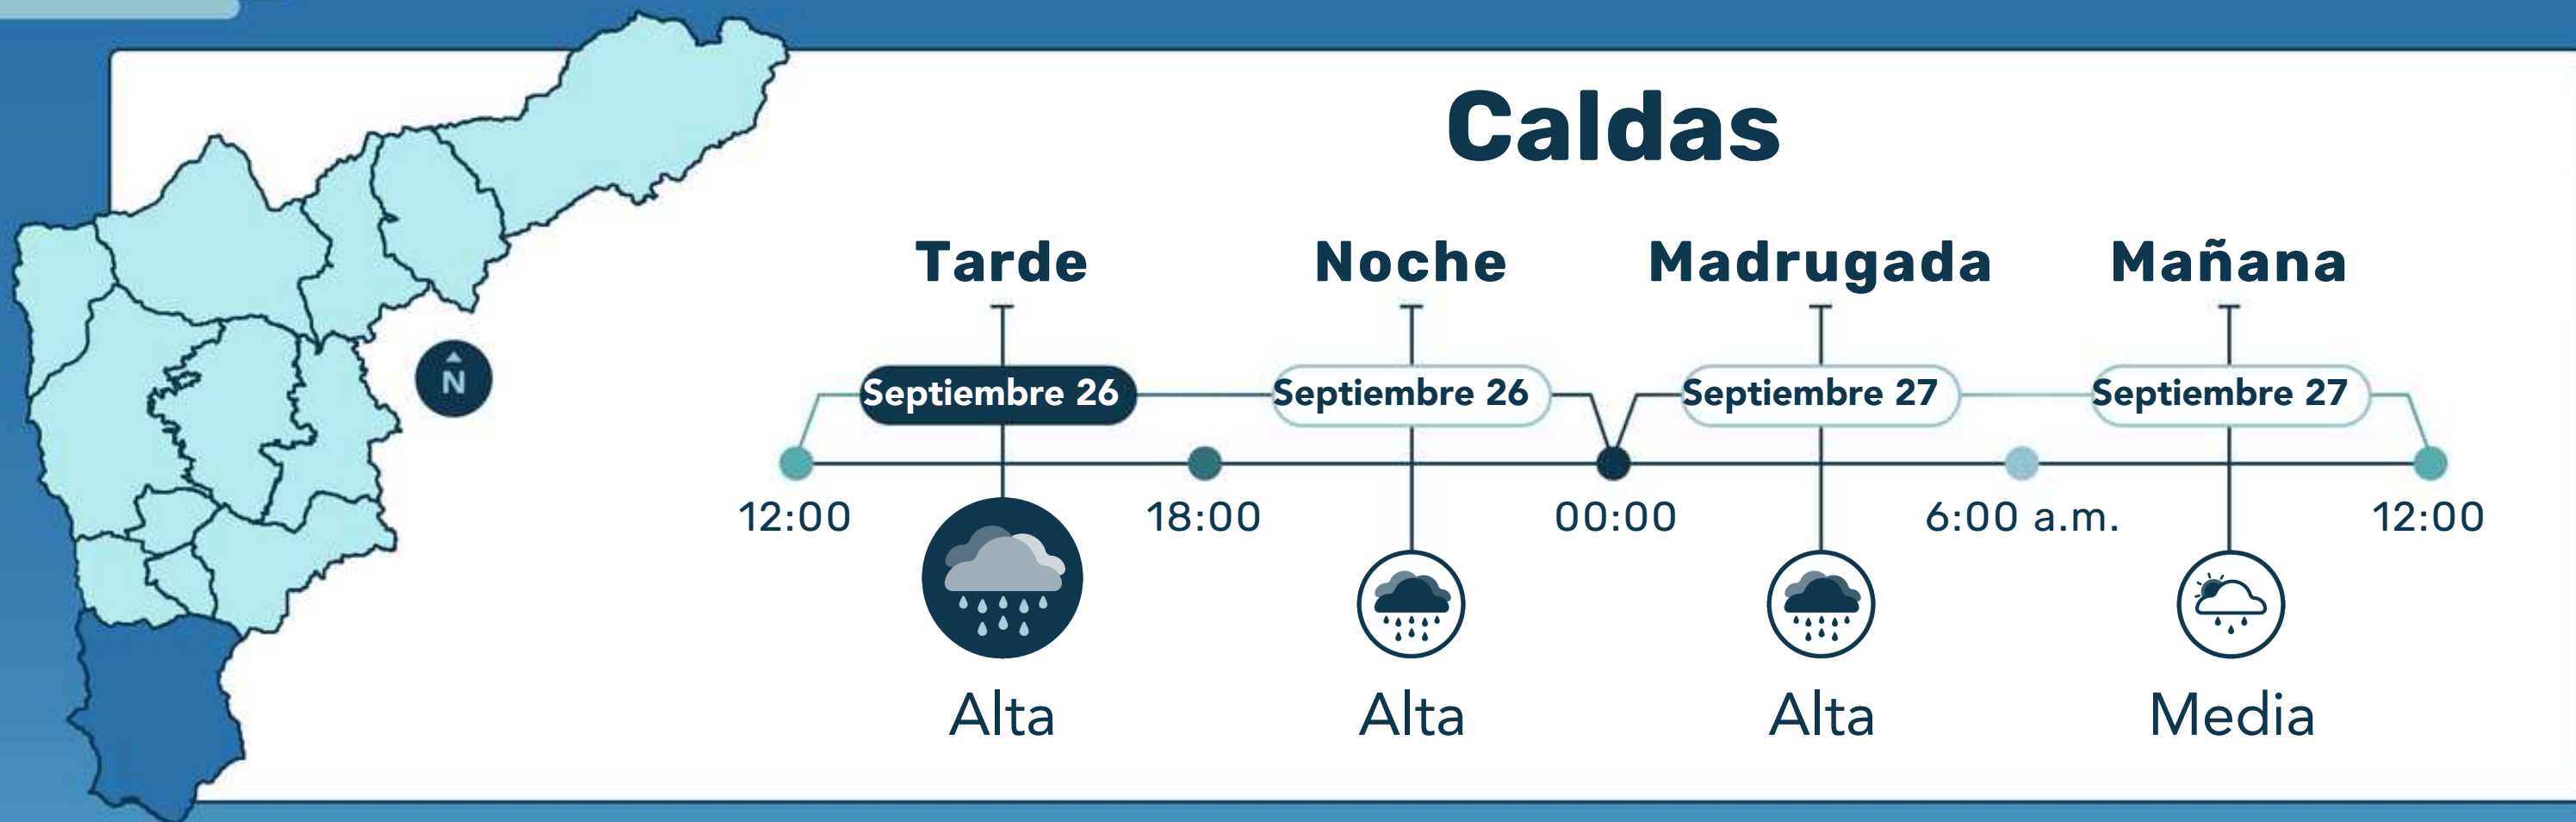 Caldas
Tarde Noche Madrugada Mañana
N
Septiembre 26 Septiembre 26 Septiembre 27 Septiembre 27
12:00 18:00 00:00 6:00 a.m. 12:00
Alta Alta Alta Media